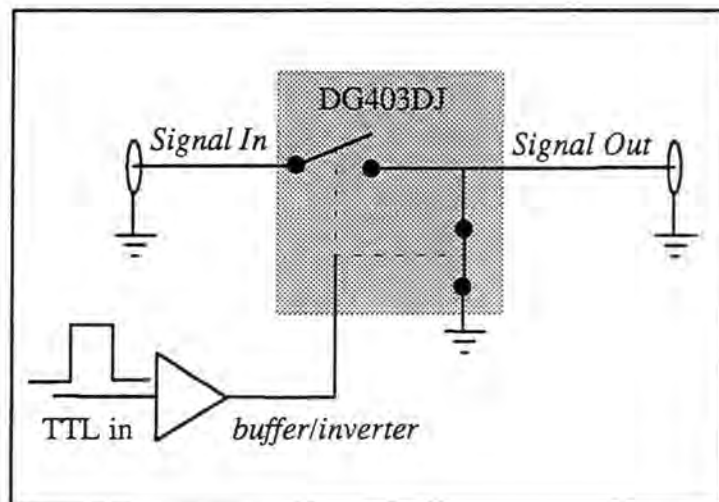 DG403DJ
Signal In
Signal Out
TTL in
buffer/inverter